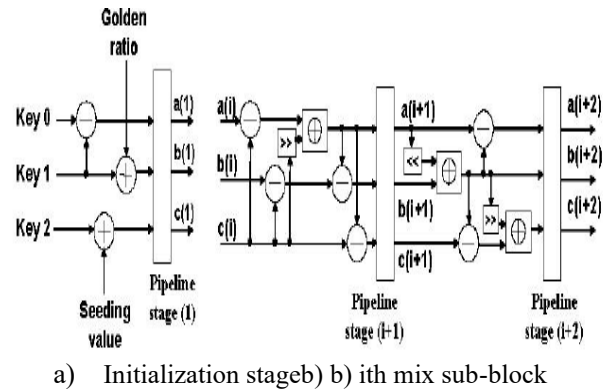 Golden
ratio
Key 0
Key 1
Key 2
Seeding
value
a(1)
b(1)
c(1)
Pipeline
stage (1)
a(i)
b(i)
c(i)
>>
a(i+1)
b(i+1)
c(i+1)
Pipeline
stage (i+1)
<<
>>
a(i+2)
b(i+2)
c(i+2)
Pipeline
stage (i+2)
a) Initialization stageb) b) ith mix sub-block